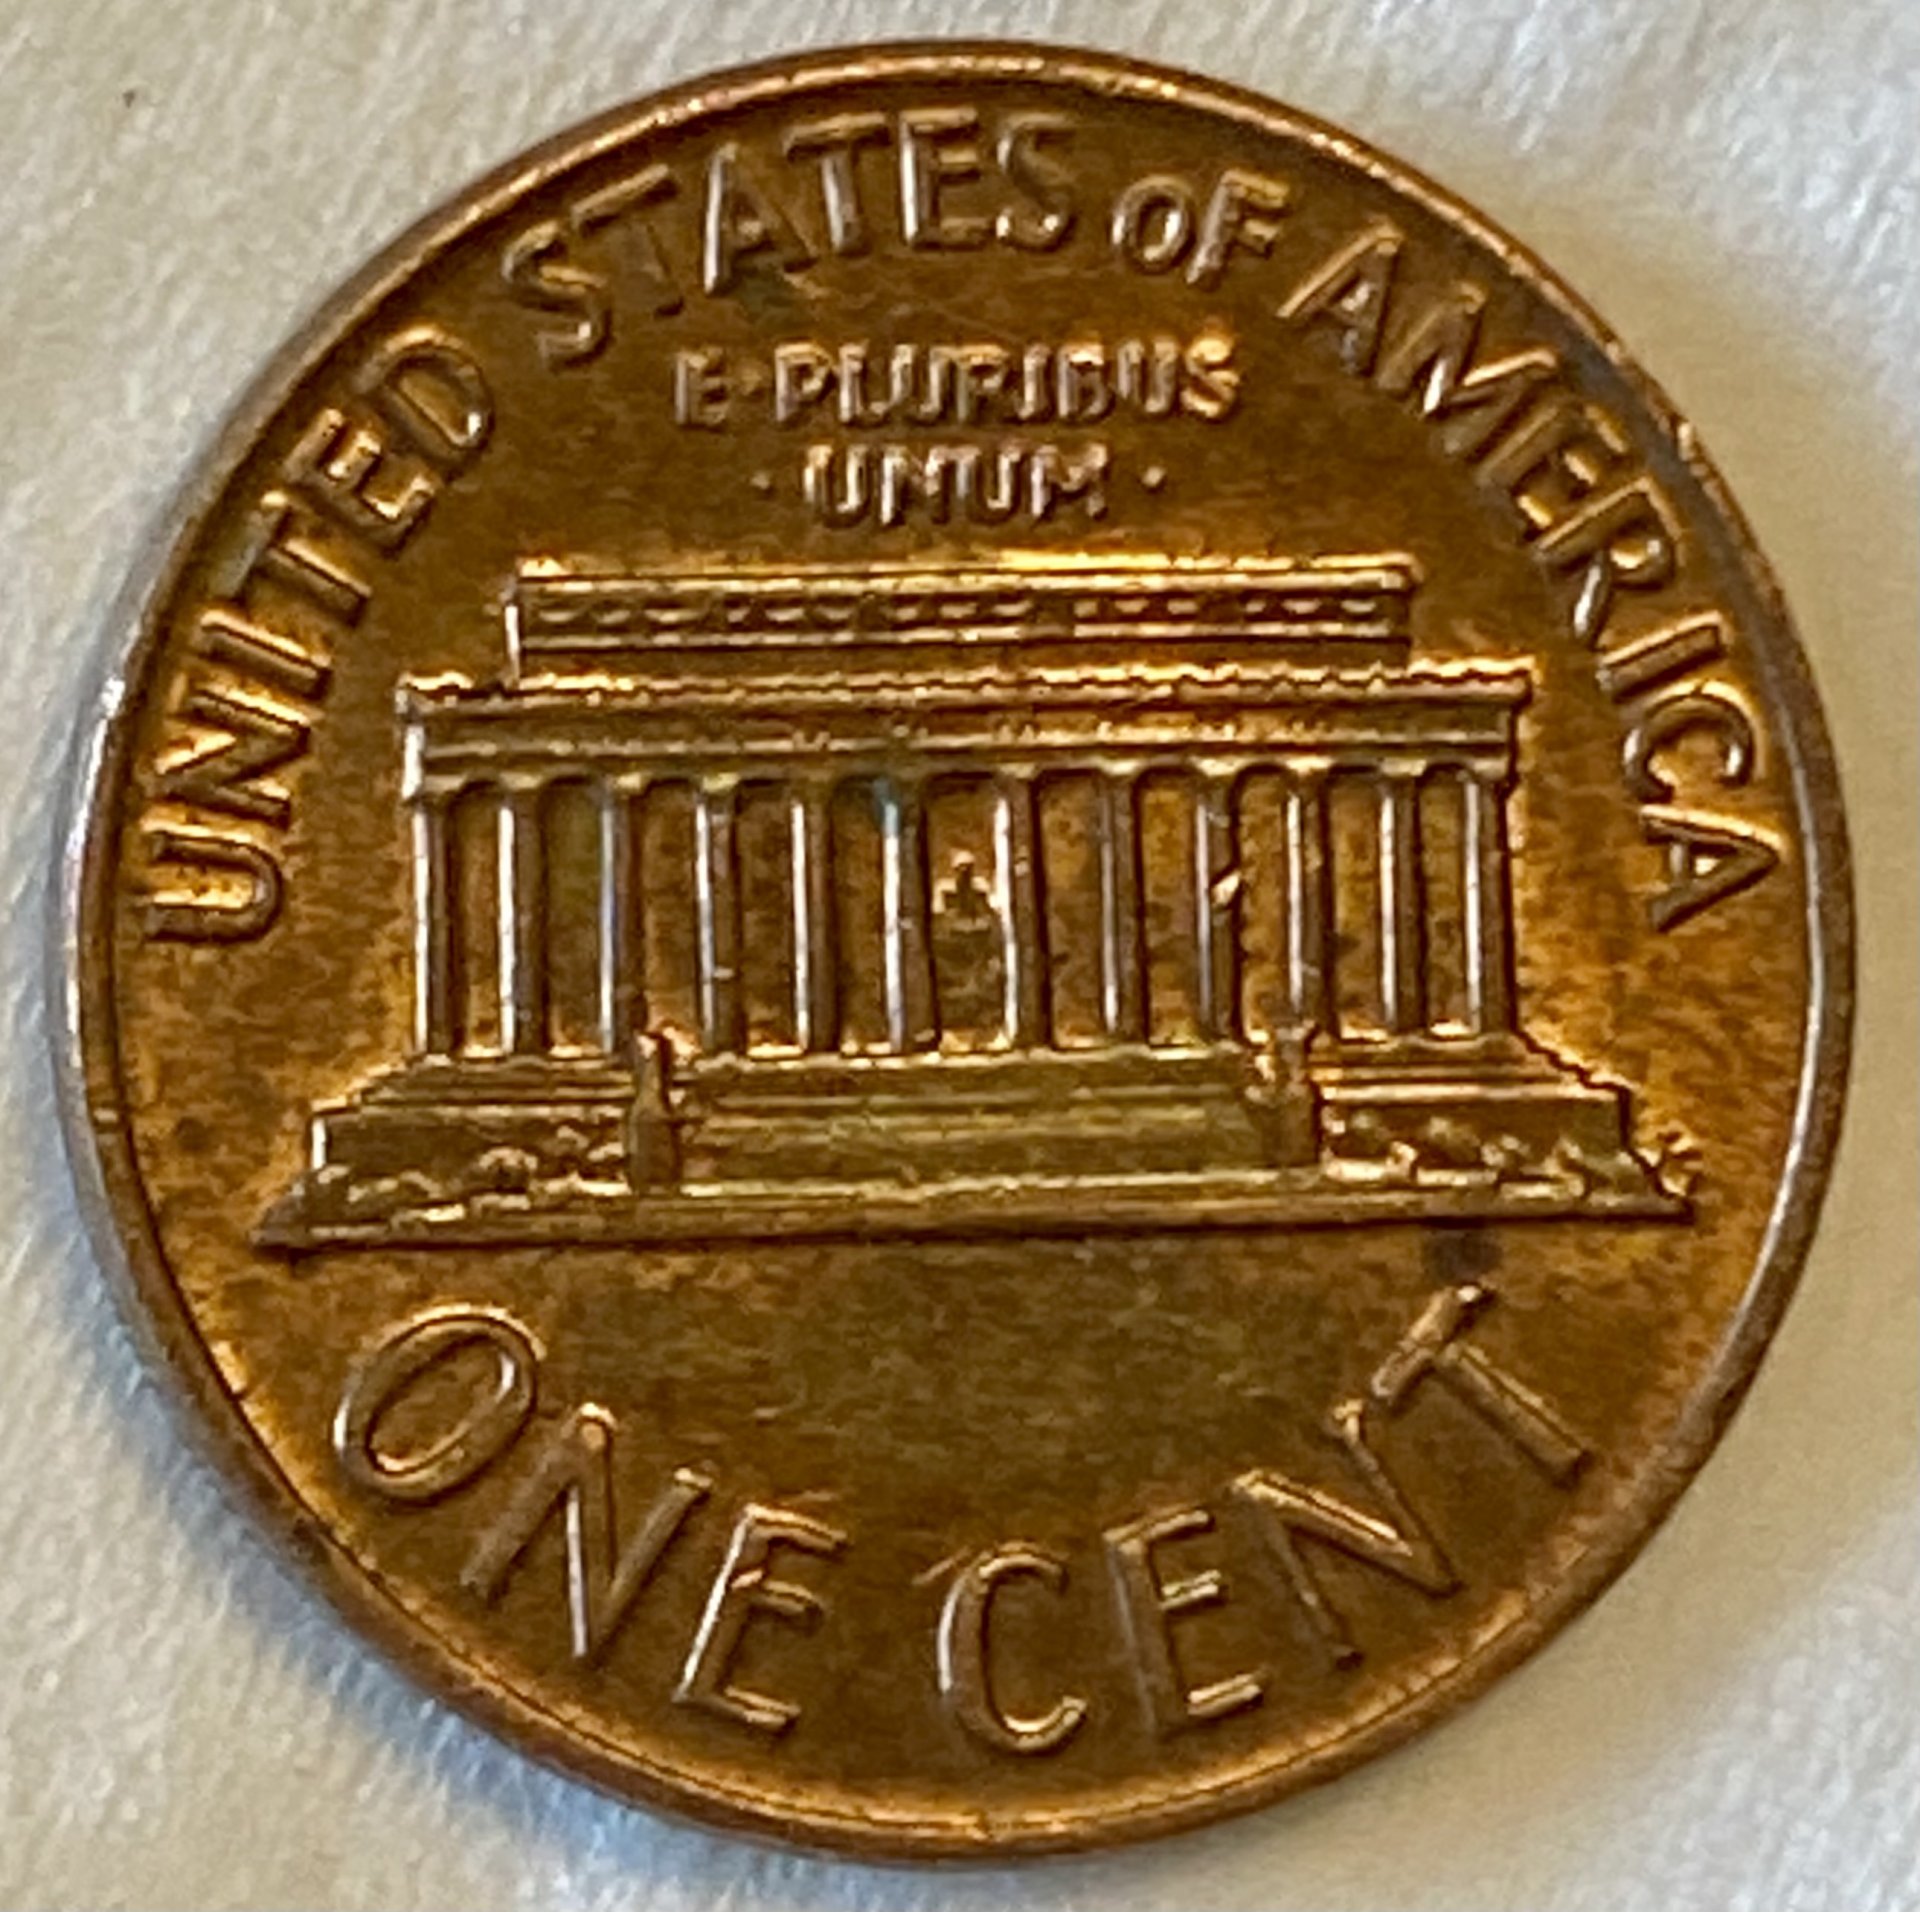 UNITED STATES OF AMERICA
E·PLURIBUS
·UNUM·
ONE CENT